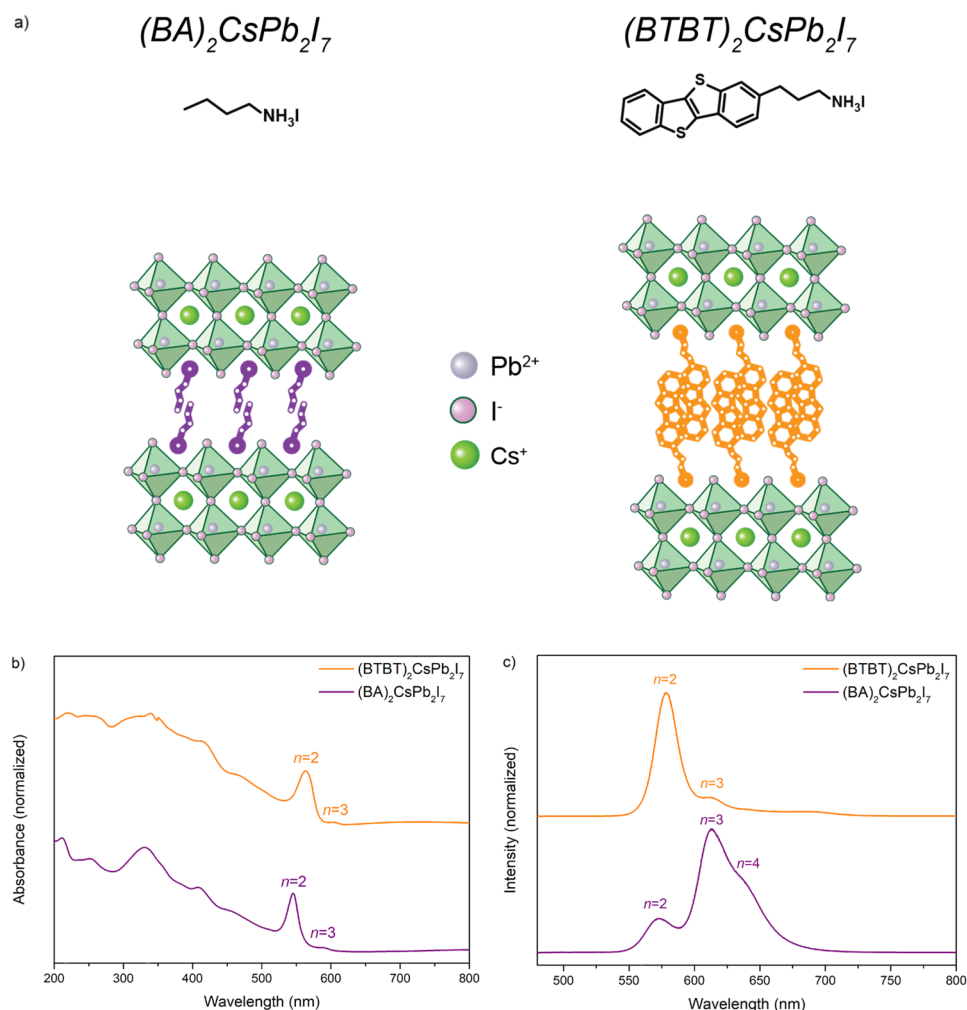 a)
(BA)₂CsPb₂I₇
(BTBT)₂CsPb₂I₇
NH₃I
S
S
NH₃I
Pb²⁺
I⁻
Cs⁺
b)
(BTBT)₂CsPb₂I₇
(BA)₂CsPb₂I₇
n=2
n=3
n=2
n=3
Absorbance (normalized)
200 300 400 500 600 700 800
Wavelength (nm)
c)
(BTBT)₂CsPb₂I₇
(BA)₂CsPb₂I₇
n=2
n=3
n=3
n=4
n=2
Intensity (normalized)
500 550 600 650 700 750 800
Wavelength (nm)